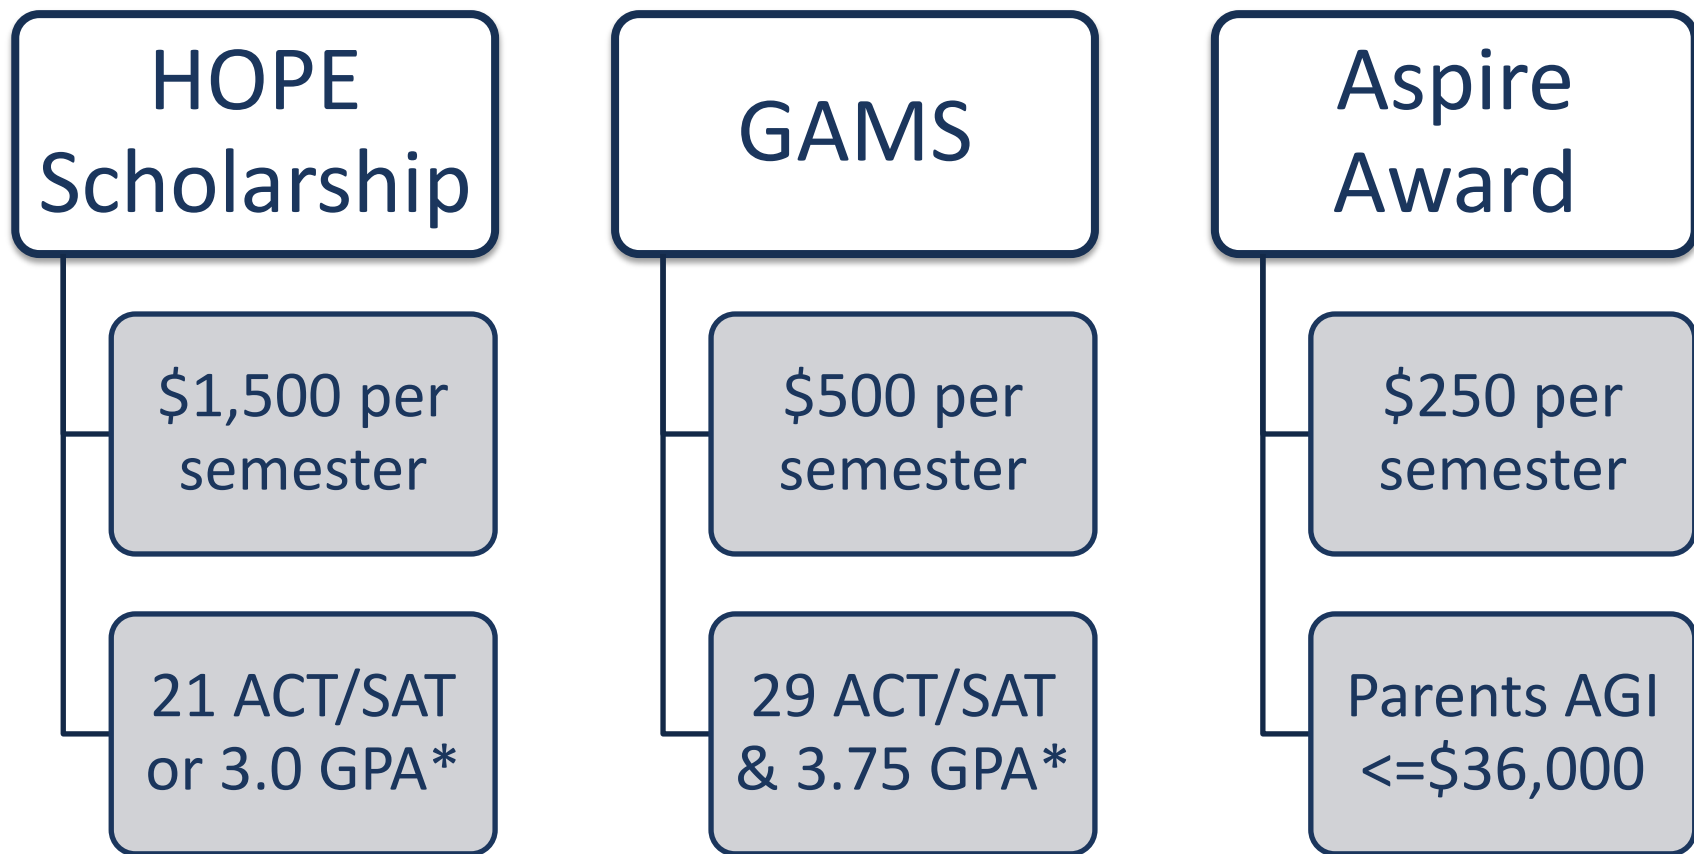 HOPE
Scholarship
$1,500 per
semester
21 ACT/SAT
or 3.0 GPA*
GAMS
$500 per
semester
29 ACT/SAT
& 3.75 GPA*
Aspire
Award
$250 per
semester
Parents AGI
<=$36,000